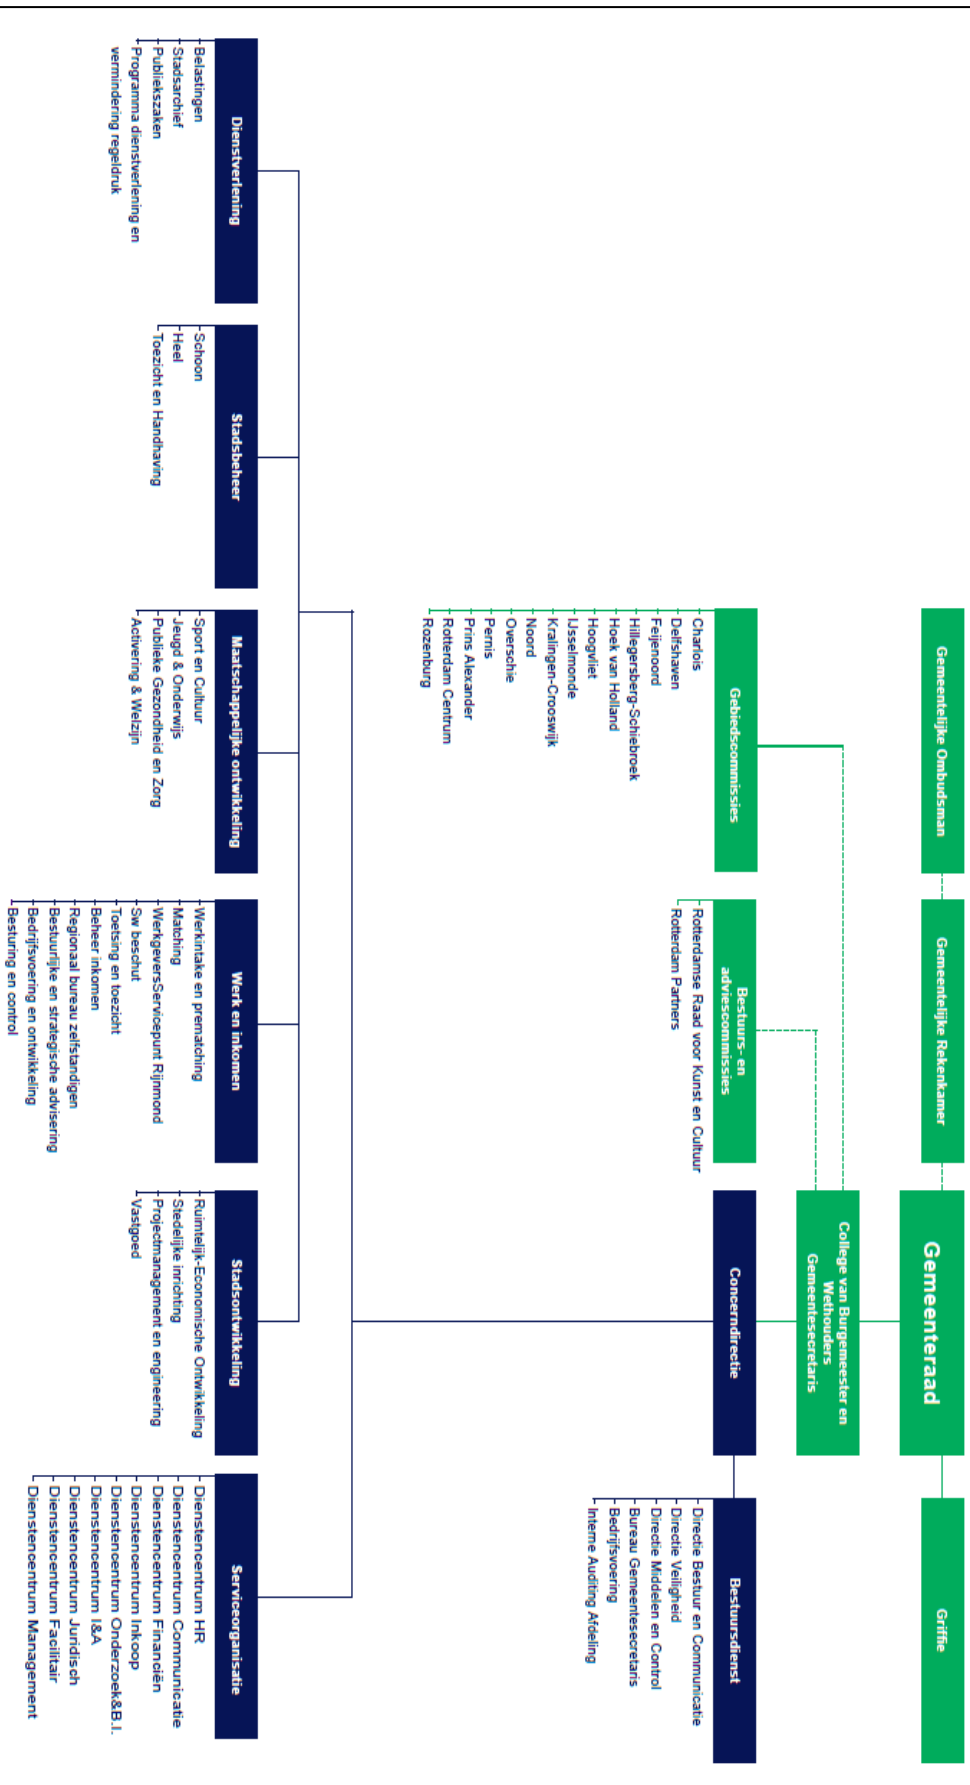 Gemeentelijke Ombudsman
Gemeentelijke Rekenkamer
Gemeenteraad
Griffie
College van Burgemeester en
Wethouders
Gemeentesecretaris
Gebiedscommissies
Charlois
Delfshaven
Feijenoord
Hillegersberg-Schiebroek
Hoek van Holland
Hoogvliet
IJsselmonde
Kralingen-Crooswijk
Noord
Overschie
Pernis
Prins Alexander
Rotterdam Centrum
Rozenburg
Bestuurs- en
adviescommissies
Rotterdamse Raad voor Kunst en Cultuur
Rotterdam Partners
Concerndirectie
Bestuursdienst
Directie Bestuur en Communicatie
Directie Veiligheid
Directie Middelen en Control
Bureau Gemeentesecretaris
Bedrijfsvoering
Interne Auditing Afdeling
Dienstverlening
Belastingen
Stadsarchief
Publiekszaken
Programma dienstverlening en
vermindering regeldruk
Stadsbeheer
Schoon
Heel
Toezicht en Handhaving
Maatschappelijke ontwikkeling
Sport en Cultuur
Jeugd & Onderwijs
Publieke Gezondheid en Zorg
Activering & Welzijn
Werk en inkomen
Werkintake en prematching
Matching
WerkgeversServicepunt Rijnmond
Sw beschut
Toetsing en toezicht
Beheer inkomen
Regionaal bureau zelfstandigen
Bestuurlijke en strategische advisering
Bedrijfsvoering en ontwikkeling
Besturing en control
Stadsontwikkeling
Ruimtelijk-Economische Ontwikkeling
Stedelijke inrichting
Projectmanagement en engineering
Vastgoed
Serviceorganisatie
Dienstencentrum HR
Dienstencentrum Communicatie
Dienstencentrum Financiën
Dienstencentrum Inkoop
Dienstencentrum Onderzoek&B.I.
Dienstencentrum I&A
Dienstencentrum Juridisch
Dienstencentrum Facilitair
Dienstencentrum Management